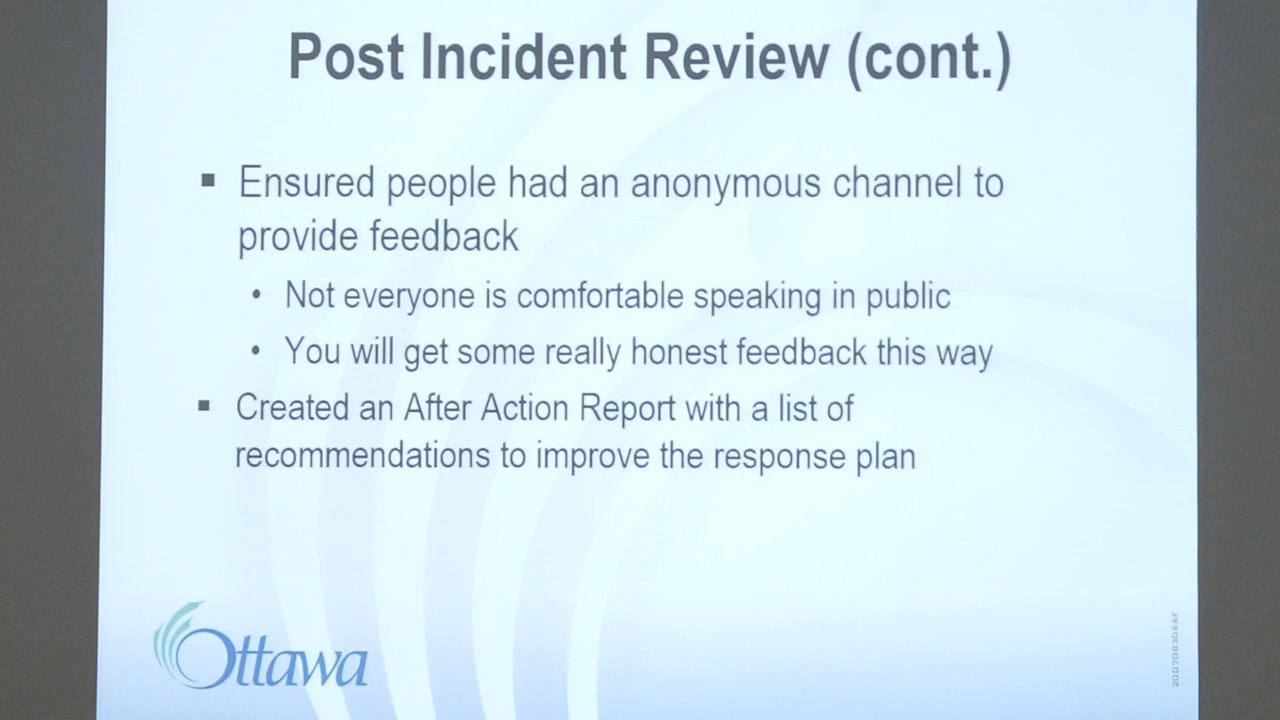 Post Incident Review (cont.)
▪ Ensured people had an anonymous channel to
provide feedback
• Not everyone is comfortable speaking in public
• You will get some really honest feedback this way
▪ Created an After Action Report with a list of
recommendations to improve the response plan
Ottawa